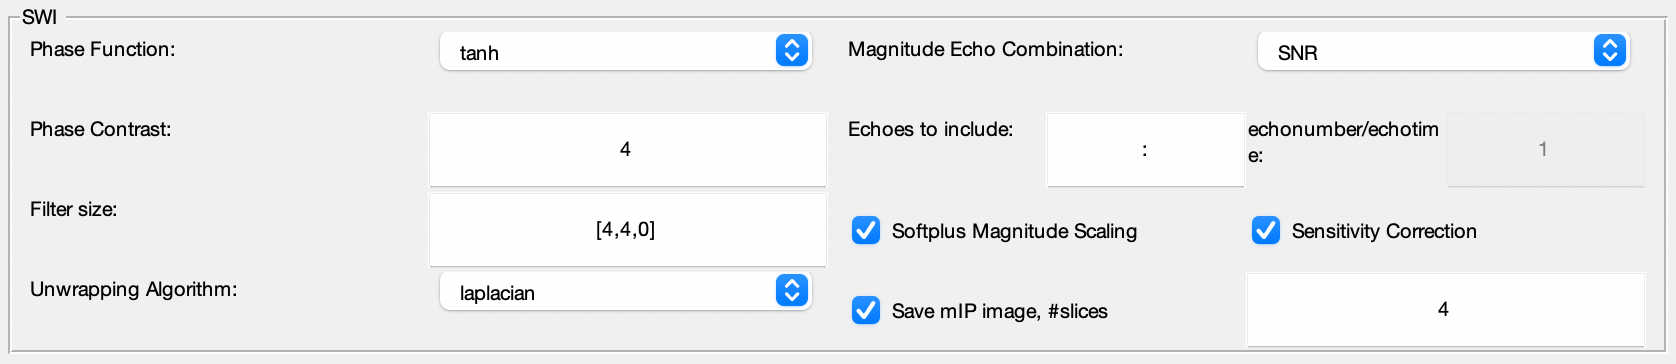 SWI
Phase Function:
tanh
Magnitude Echo Combination:
SNR
Phase Contrast:
4
Echoes to include:
:
echonumber/echotim
e:
1
Filter size:
[4,4,0]
Softplus Magnitude Scaling
Sensitivity Correction
Unwrapping Algorithm:
laplacian
Save mIP image, #slices
4